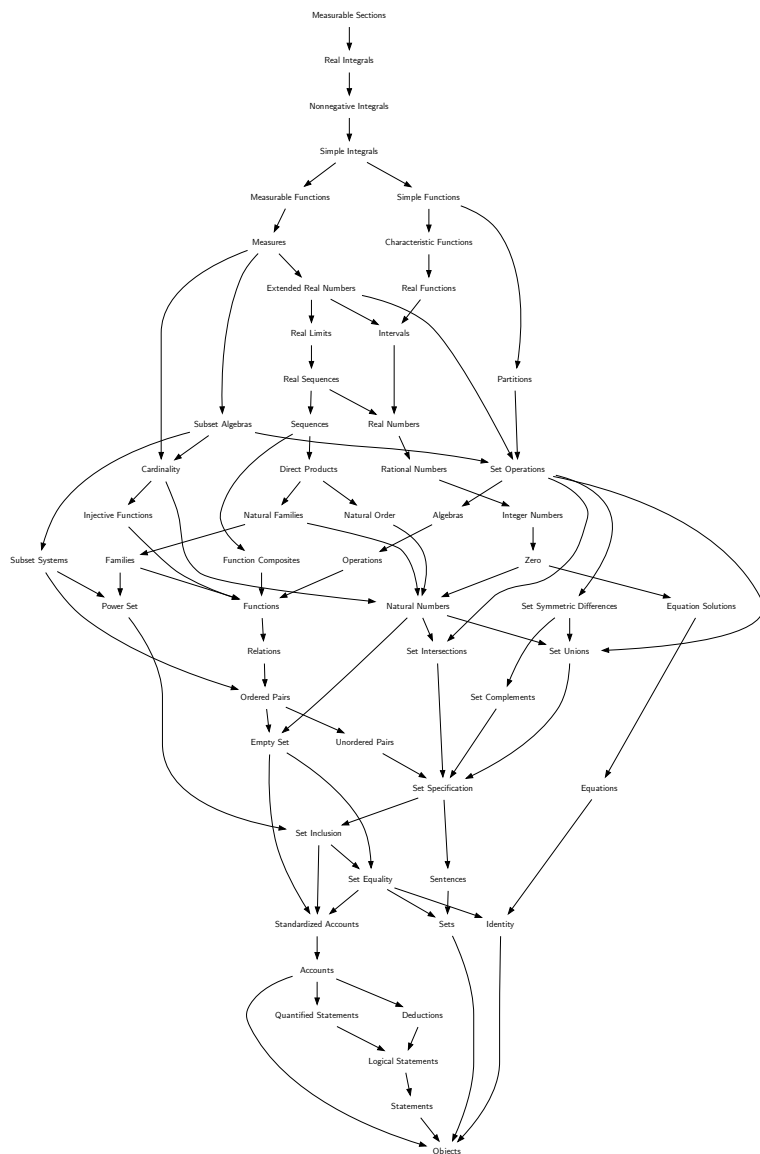 Measurable Sections
Real Integrals
Nonnegative Integrals
Simple Integrals
Measurable Functions
Simple Functions
Measures
Characteristic Functions
Extended Real Numbers
Real Functions
Real Limits
Intervals
Real Sequences
Partitions
Subset Algebras
Sequences
Real Numbers
Cardinality
Direct Products
Rational Numbers
Set Operations
Injective Functions
Natural Families
Natural Order
Algebras
Integer Numbers
Subset Systems
Families
Function Composites
Operations
Zero
Power Set
Functions
Natural Numbers
Set Symmetric Differences
Equation Solutions
Relations
Set Intersections
Set Unions
Ordered Pairs
Set Complements
Empty Set
Unordered Pairs
Set Specification
Equations
Set Inclusion
Set Equality
Sentences
Standardized Accounts
Sets
Identity
Accounts
Quantified Statements
Deductions
Logical Statements
Statements
Objects